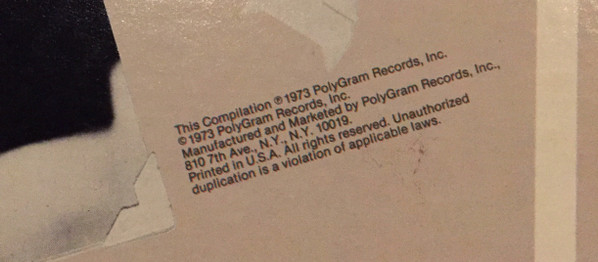 This Compilation ℗1973 PolyGram Records, Inc.
©1973 PolyGram Records, Inc.
Manufactured and Marketed by PolyGram Records, Inc.,
810 7th Ave., N.Y., N.Y. 10019.
Printed in U.S.A. All rights reserved. Unauthorized
duplication is a violation of applicable laws.